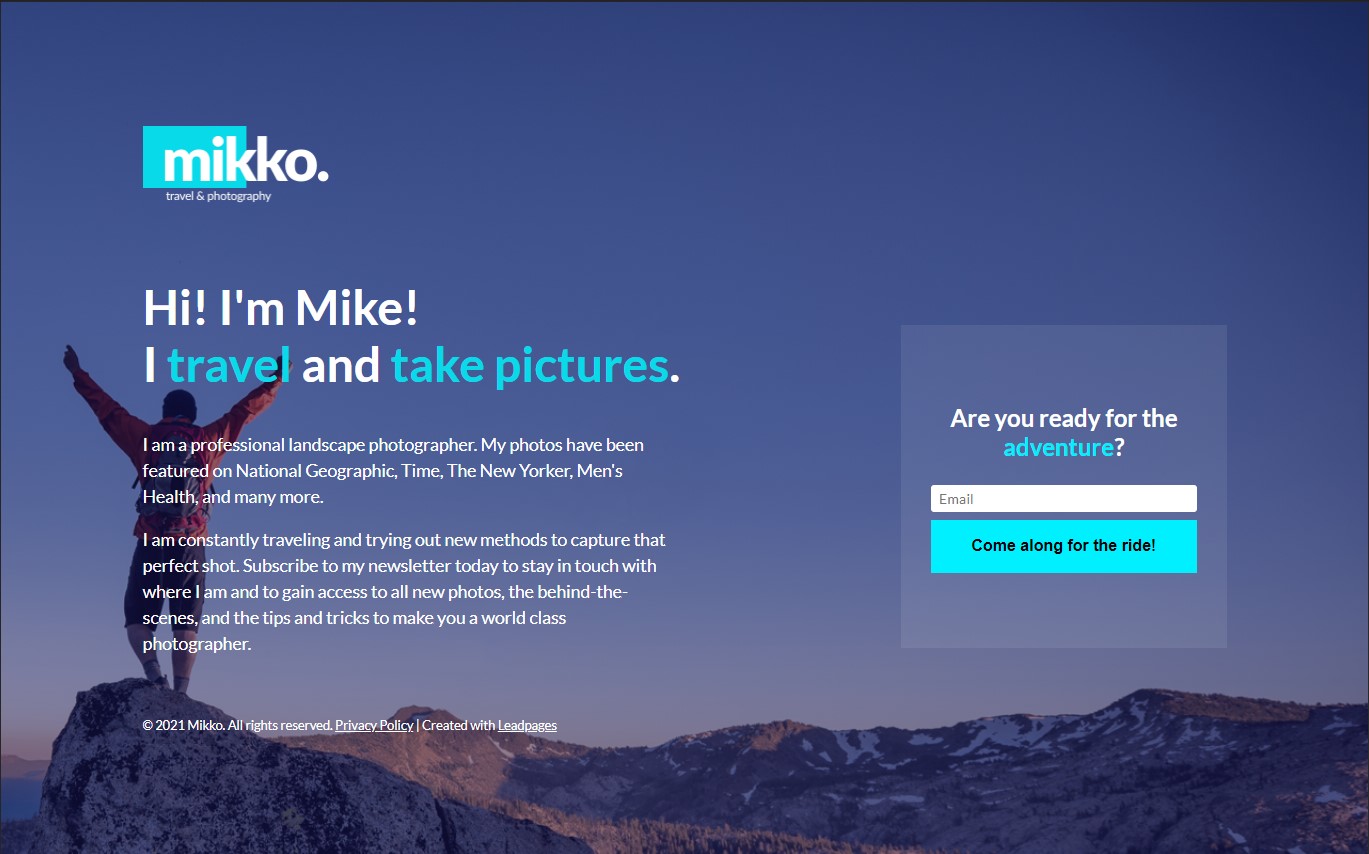 mikko.
travel & photography
Hi! I'm Mike!
I travel and take pictures.
I am a professional landscape photographer. My photos have been
featured on National Geographic, Time, The New Yorker, Men's
Health, and many more.
I am constantly traveling and trying out new methods to capture that
perfect shot. Subscribe to my newsletter today to stay in touch with
where I am and to gain access to all new photos, the behind-the-
scenes, and the tips and tricks to make you a world class
photographer.
Are you ready for the
adventure?
Email
Come along for the ride!
© 2021 Mikko. All rights reserved. Privacy Policy | Created with Leadpages